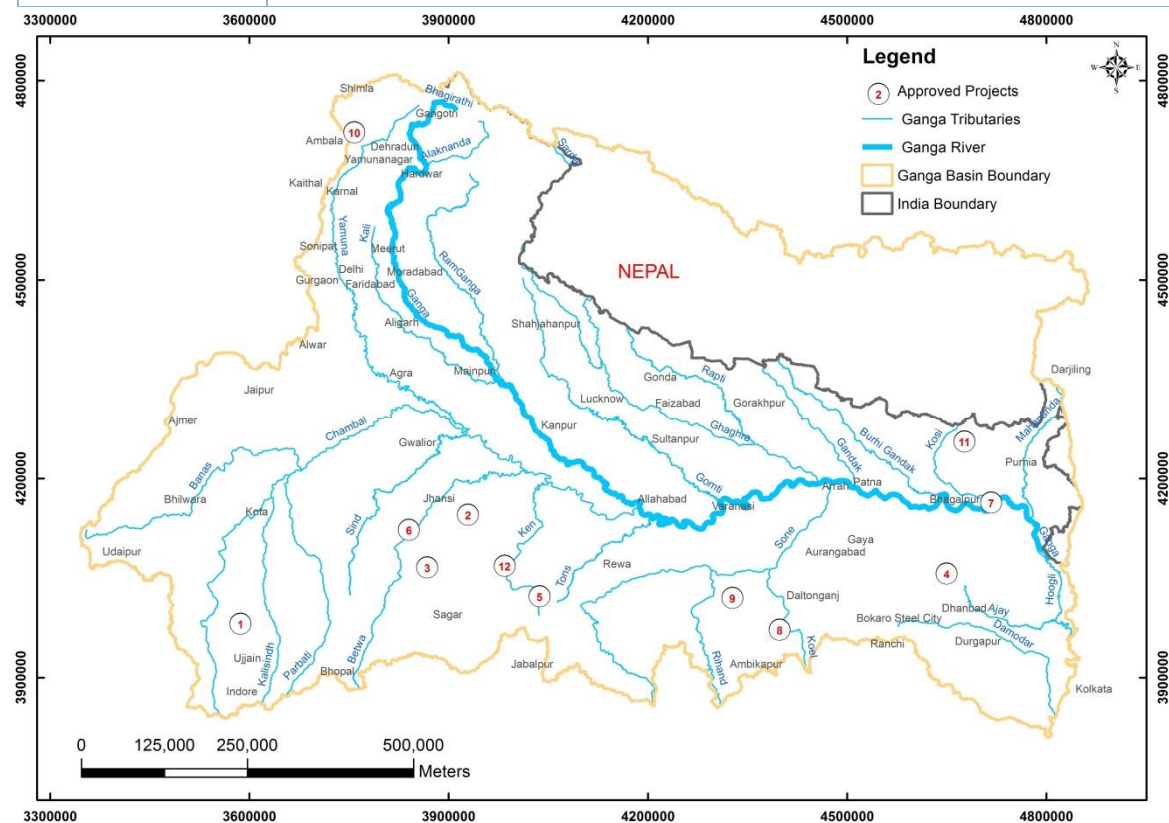 3300000 3600000 3900000 4200000 4500000 4800000
4800000 4800000
4500000 4500000
4200000 4200000
3900000 3900000
Legend
2 Approved Projects
Ganga Tributaries
Ganga River
Ganga Basin Boundary
India Boundary
N
W E
S
Shimla
Bhagirathi
Gangotri
10
Ambala
Dehradun
Alaknanda
Yamunanagar
Hardwar
Sarda
Kaithal
Karnal
Yamuna
Kali
Sonipat
Meerut
RamGanga
Delhi
Moradabad
NEPAL
Gurgaon
Faridabad
Ganga
Aligarh
Shahjahanpur
Alwar
Mainpuri
Agra
Gonda
Rapti
Darjiling
Jaipur
Lucknow
Faizabad
Gorakhpur
Mahananda
Ajmer
Chambal
Kanpur
Sultanpur
Ghaghra
Burhi Gandak
Kosi
11
Gwalior
Gandak
Purnia
Banas
Bhilwara
Kota
Sind
Jhansi
2
Gomti
Allahabad
Varanasi
Arrah
Patna
Bhagalpur
7
6
Ken
Udaipur
3
12
Tons
Rewa
Sone
Gaya
Aurangabad
Ganga
4
5
9
Daltonganj
Dhanbad
Ajay
Hoogli
1
Sagar
Bokaro Steel City
Damodar
8
Ujjain
Kalisindh
Parbati
Betwa
Bhopal
Jabalpur
Rihand
Ambikapur
Koel
Ranchi
Durgapur
Indore
Kolkata
0 125,000 250,000 500,000
Meters
3300000 3600000 3900000 4200000 4500000 4800000